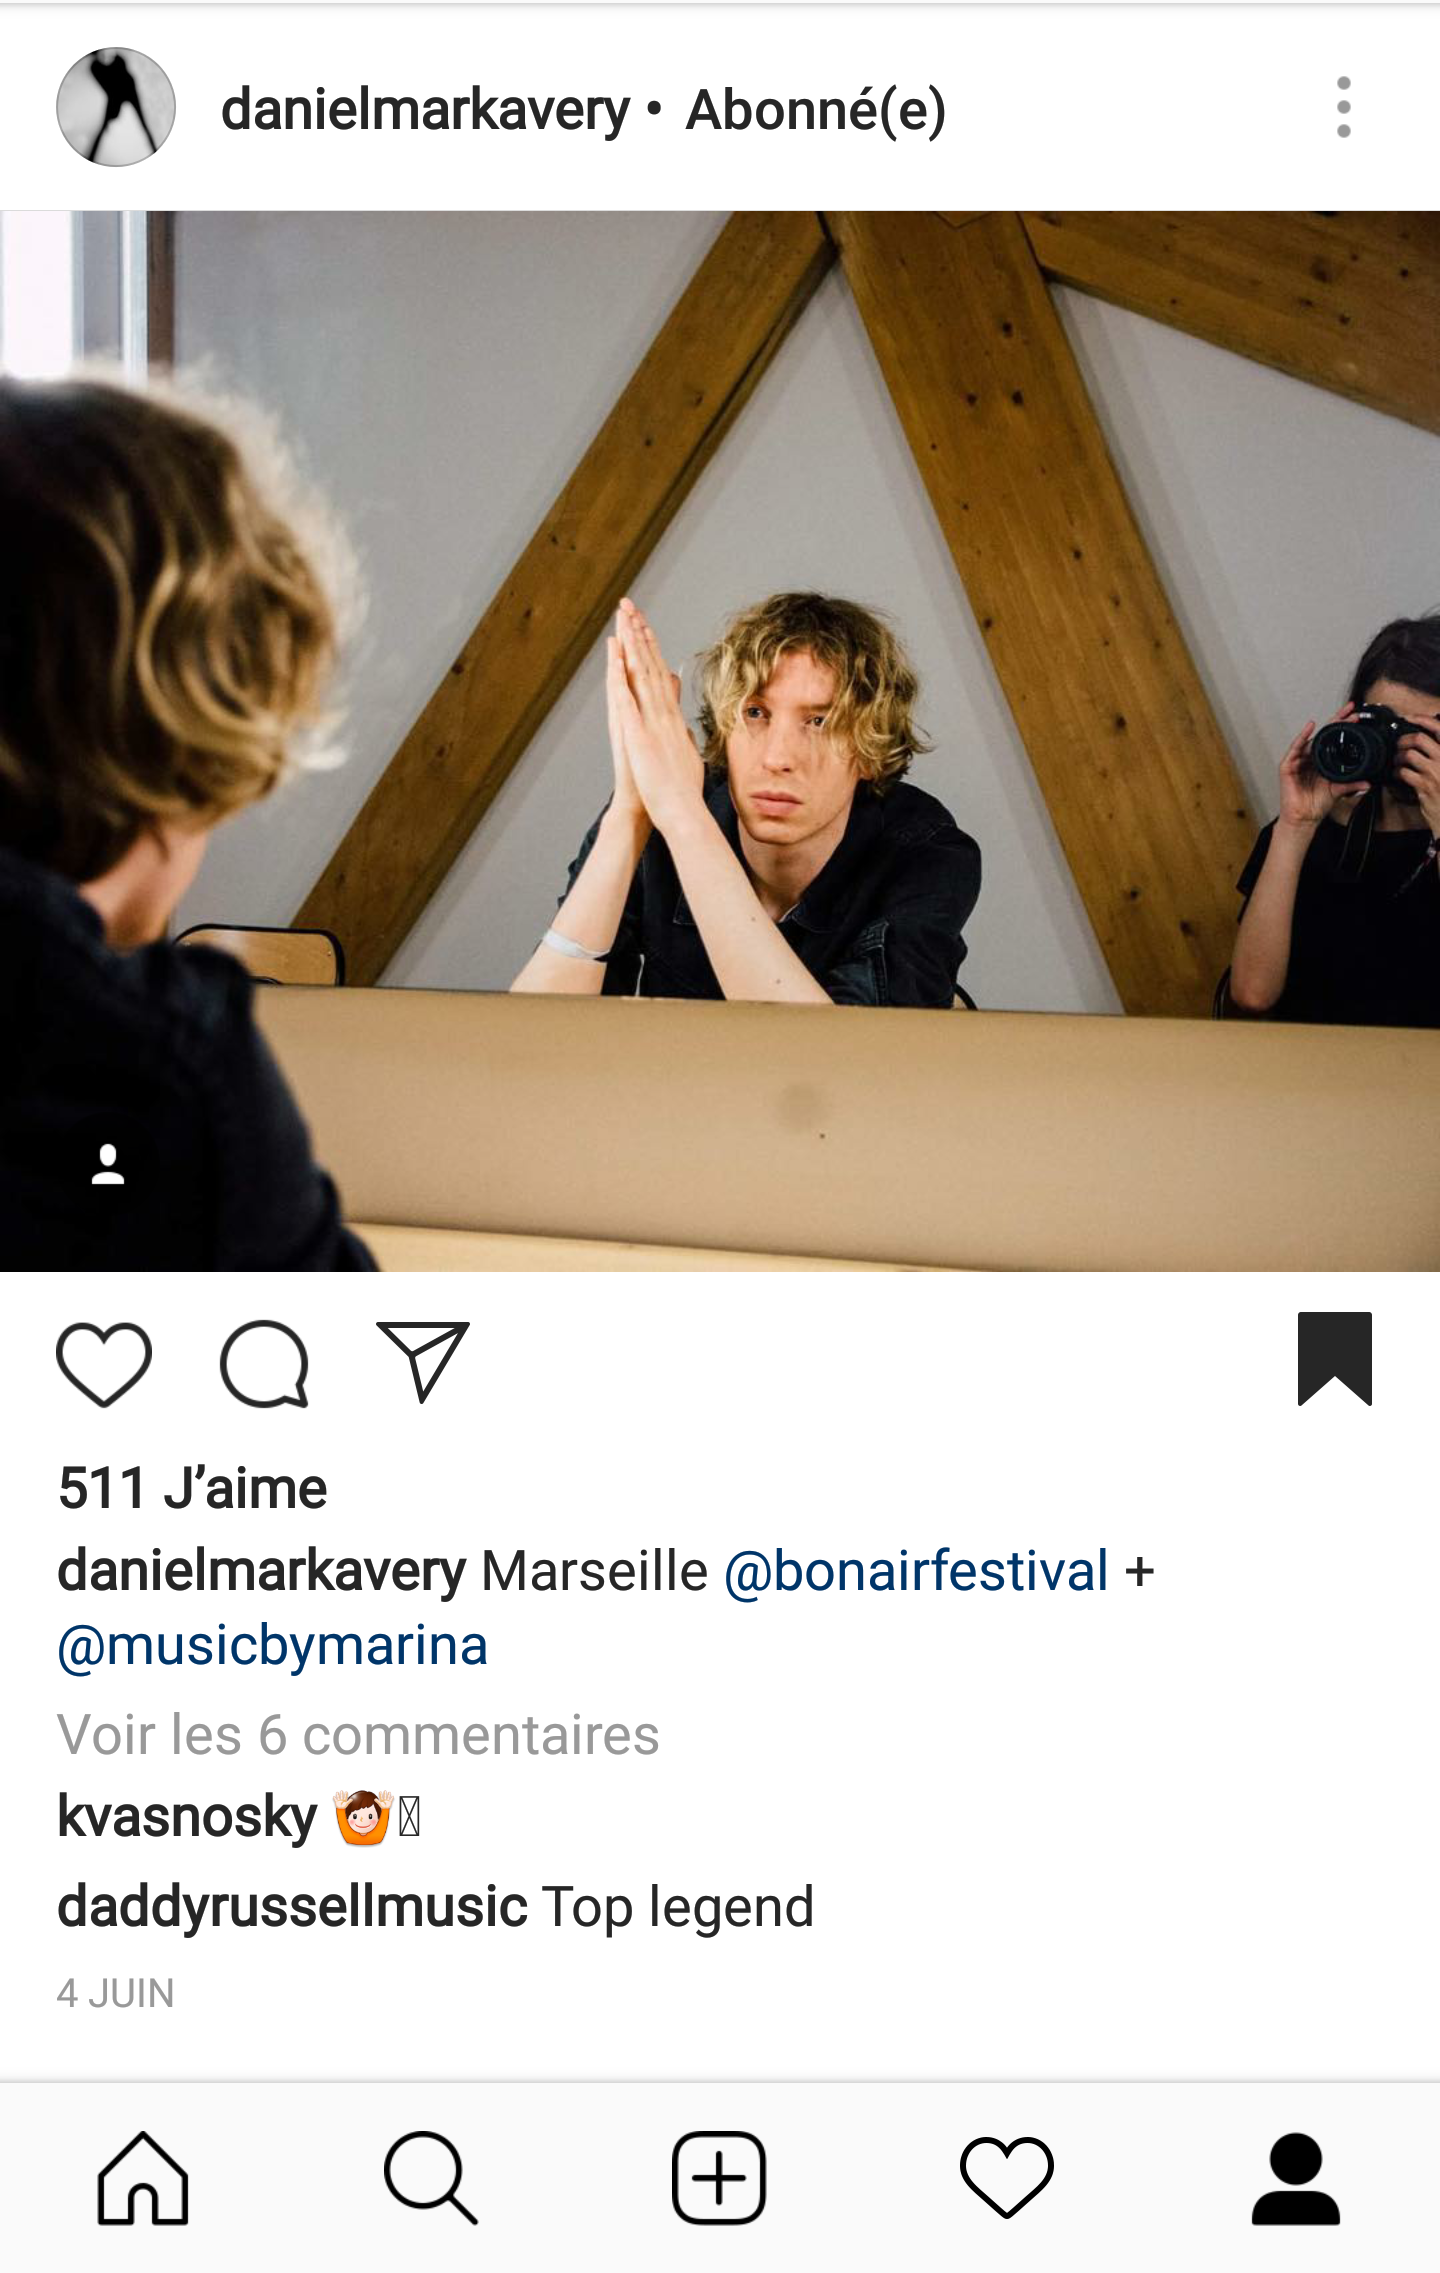 danielmarkavery • Abonné(e)
511 J’aime
danielmarkavery Marseille @bonairfestival +
@musicbymarina
Voir les 6 commentaires
kvasnosky 🙌
daddyrussellmusic Top legend
4 JUIN